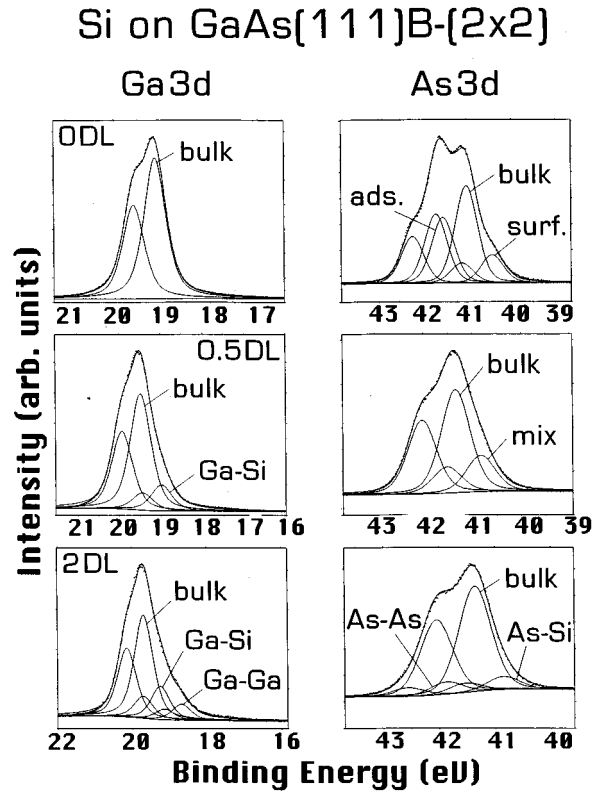 Si on GaAs(111)B-(2x2)
Ga3d
As3d
Intensity (arb. units)
0DL
bulk
21 20 19 18 17
ads.
bulk
surf.
43 42 41 40 39
0.5DL
bulk
Ga-Si
21 20 19 18 17 16
bulk
mix
43 42 41 40 39
2DL
bulk
Ga-Si
Ga-Ga
22 20 19 18 16
As-As
bulk
As-Si
43 42 41 40
Binding Energy (eV)